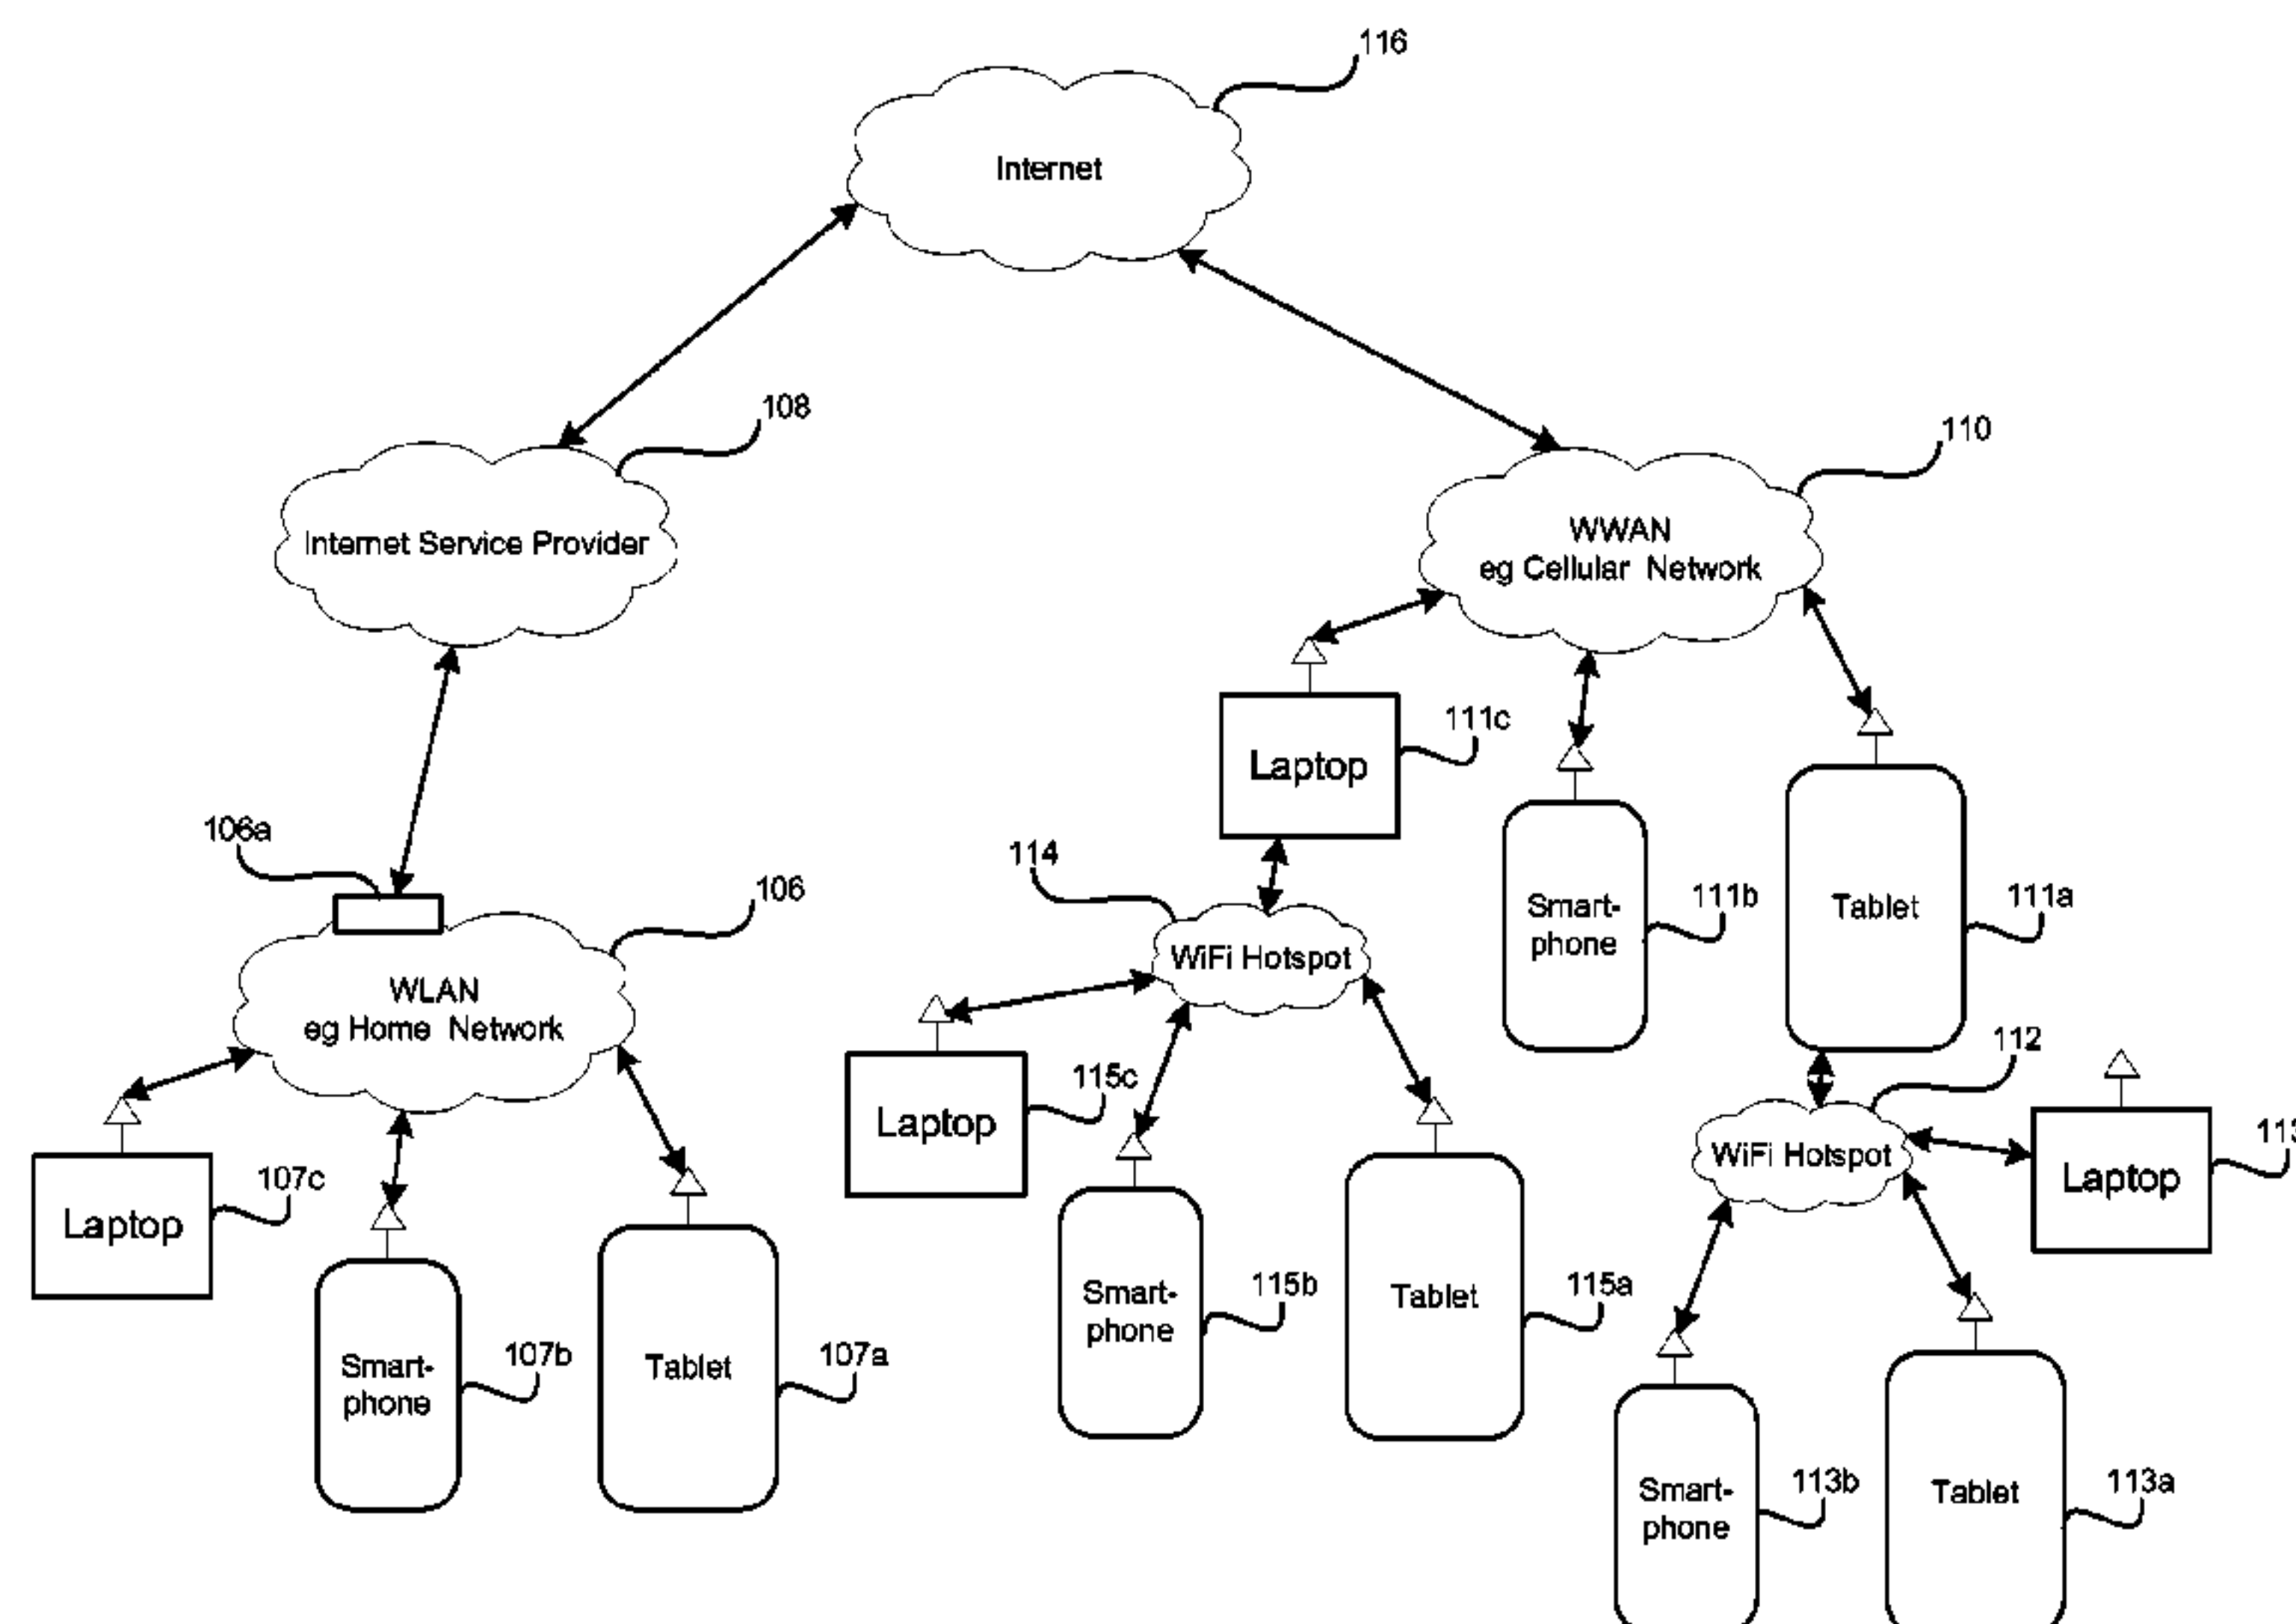 116
Internet
108
110
Internet Service Provider
WWAN
eg Cellular Network
111c
Laptop
106a
114
106
111b
111a
Smart-
phone
Tablet
WiFi Hotspot
WLAN
eg Home Network
112
115c
Laptop
113
WiFi Hotspot
Laptop
107c
Laptop
115b
115a
Smart-
phone
Tablet
107b
107a
Smart-
phone
Tablet
113b
113a
Smart-
phone
Tablet